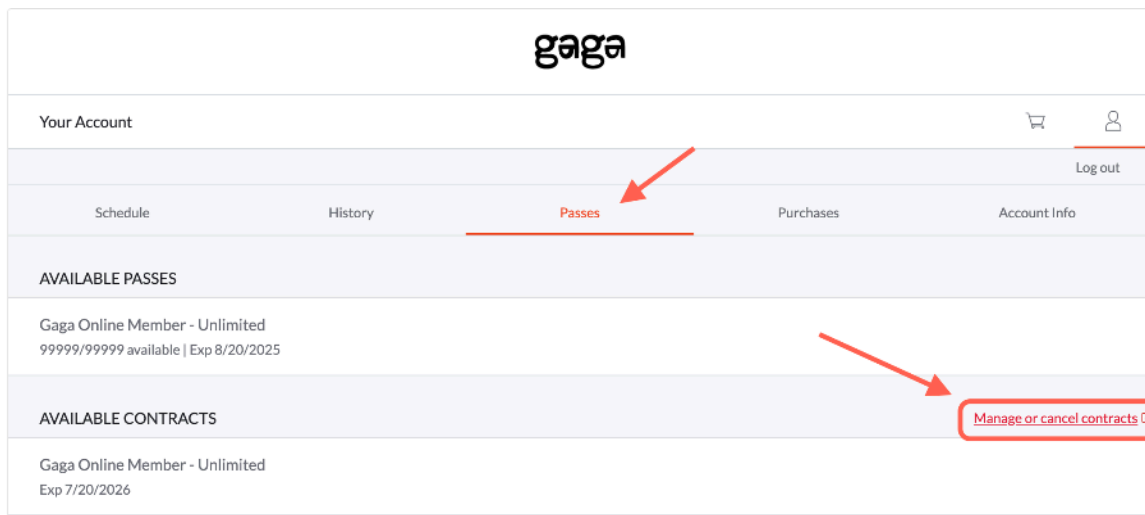 gaga
Your Account
Log out
Schedule History Passes Purchases Account Info
AVAILABLE PASSES
Gaga Online Member - Unlimited
99999/99999 available | Exp 8/20/2025
AVAILABLE CONTRACTS Manage or cancel contracts
Gaga Online Member - Unlimited
Exp 7/20/2026